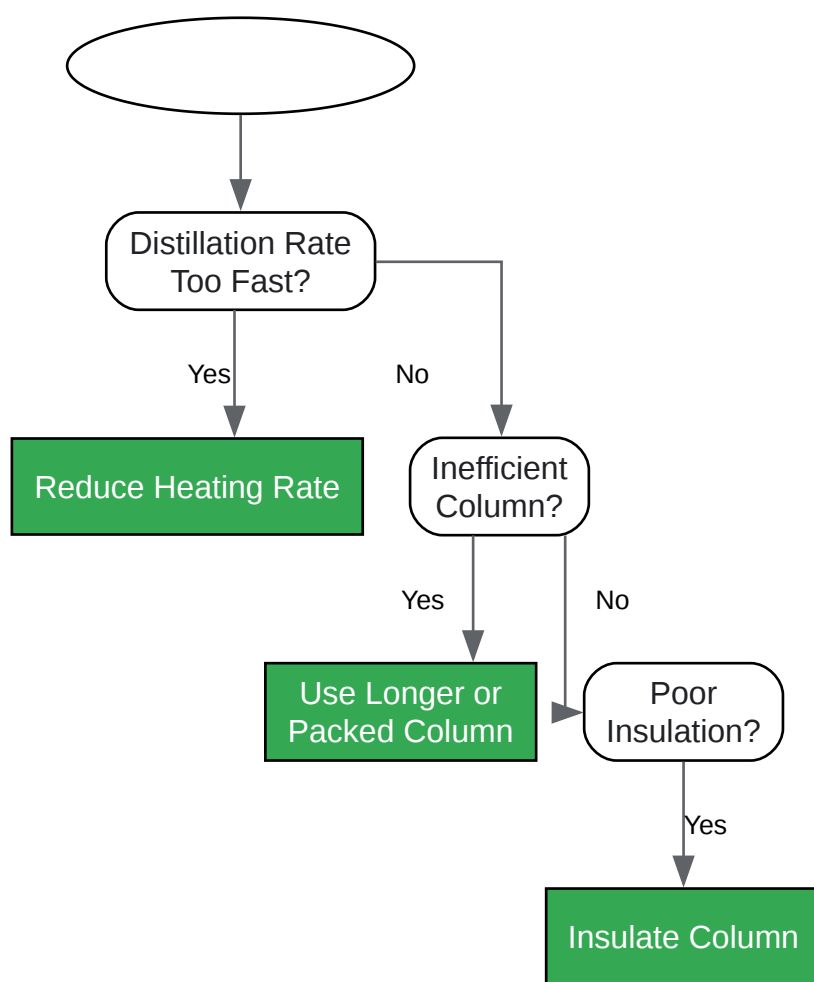 Distillation Rate
Too Fast?
Yes
No
Reduce Heating Rate
Inefficient
Column?
Yes
No
Use Longer or
Packed Column
Poor
Insulation?
Yes
Insulate Column